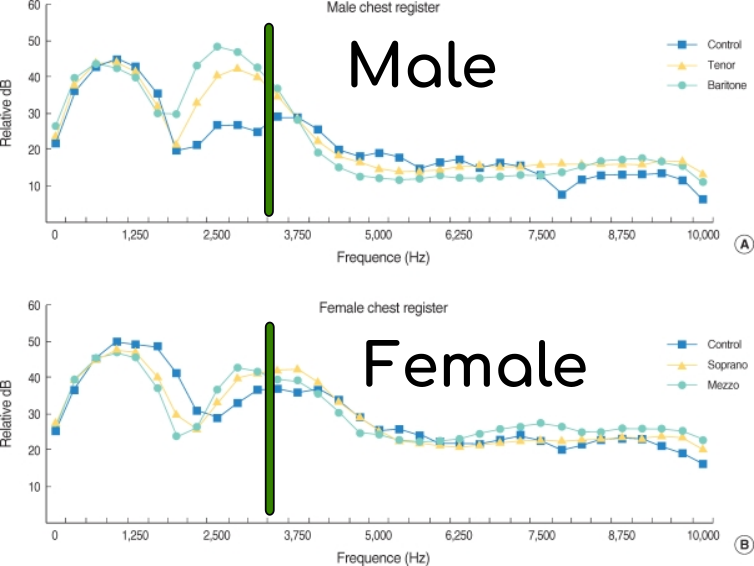 Male chest register
60
50
40
30
20
10
Relative dB
Male
Control
Tenor
Baritone
0 1,250 2,500 3,750 5,000 6,250 7,500 8,750 10,000
Frequence (Hz)
A
Female chest register
60
50
40
30
20
10
Relative dB
Female
Control
Soprano
Mezzo
0 1,250 2,500 3,750 5,000 6,250 7,500 8,750 10,000
Frequence (Hz)
B